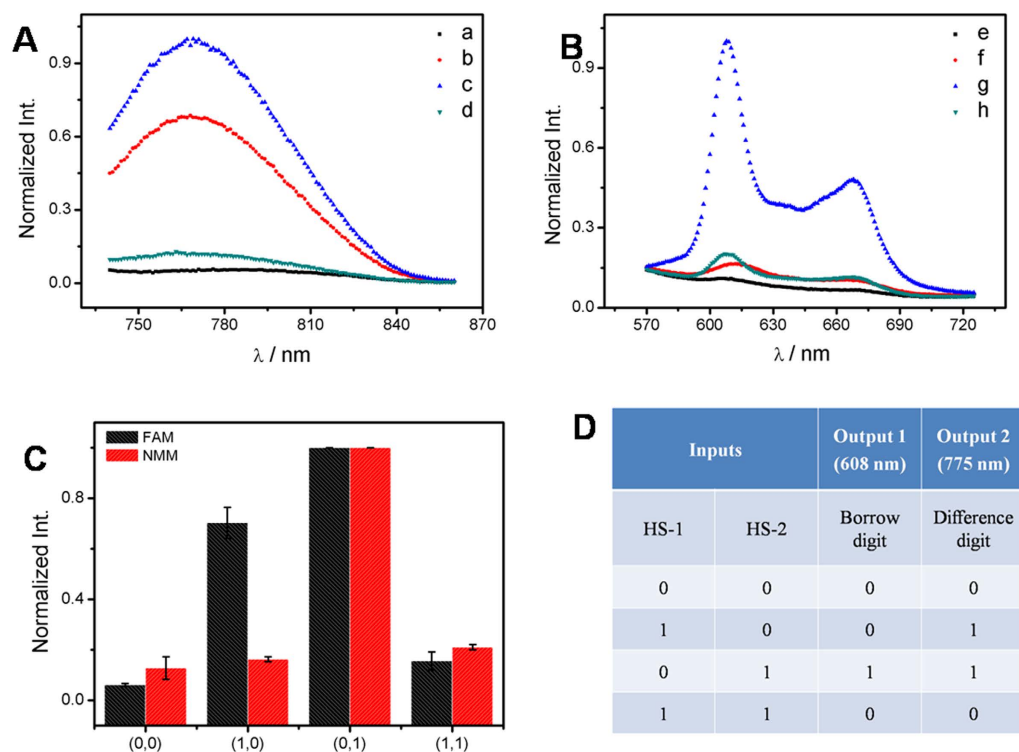 A
a
b
c
d
0.9
0.6
0.3
0.0
Normalized Int.
750 780 810 840 870
λ / nm
B
e
f
g
h
0.9
0.6
0.3
0.0
Normalized Int.
570 600 630 660 690 725
λ / nm
C
FAM
NMM
0.8
0.4
0.0
Normalized Int.
(0,0) (1,0) (0,1) (1,1)
D
Inputs Output 1 (608 nm) Output 2 (775 nm)
HS-1 HS-2 Borrow digit Difference digit
0 0 0 0
1 0 0 1
0 1 1 1
1 1 0 0